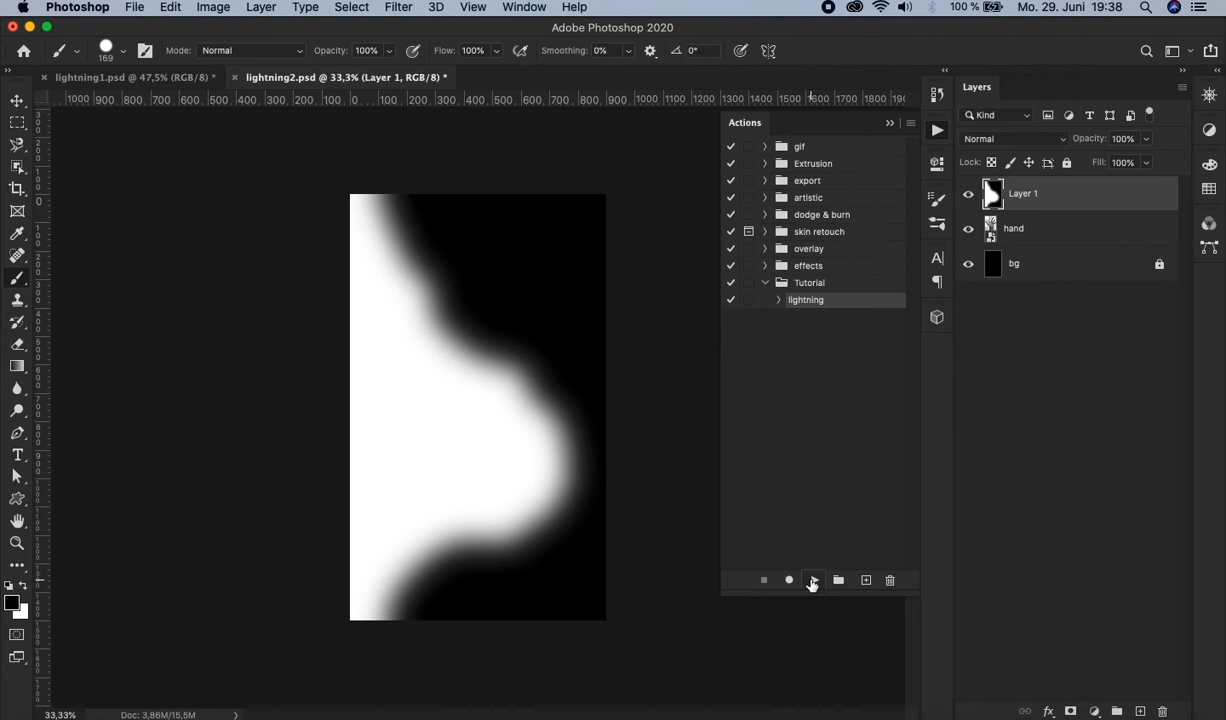 Photoshop File Edit Image Layer Type Select Filter 3D View Window Help 100 % Mo. 29. Juni 19:38
Adobe Photoshop 2020
169 Mode: Normal Opacity: 100% Flow: 100% Smoothing: 0% 0°
lightning1.psd @ 47,5% (RGB/8) * lightning2.psd @ 33,3% (Layer 1, RGB/8) *
1000 900 800 700 600 500 400 300 200 100 0 100 200 300 400 500 600 700 800 900 1000 1100 1200 1300 1400 1500 1600 1700 1800
Layers
Actions
Kind
Normal Opacity: 100%
Lock: Fill: 100%
gif
Extrusion
export
artistic
dodge & burn
skin retouch
overlay
effects
Tutorial
lightning
Layer 1
hand
bg
33,33% Doc: 3,86M/15,5M